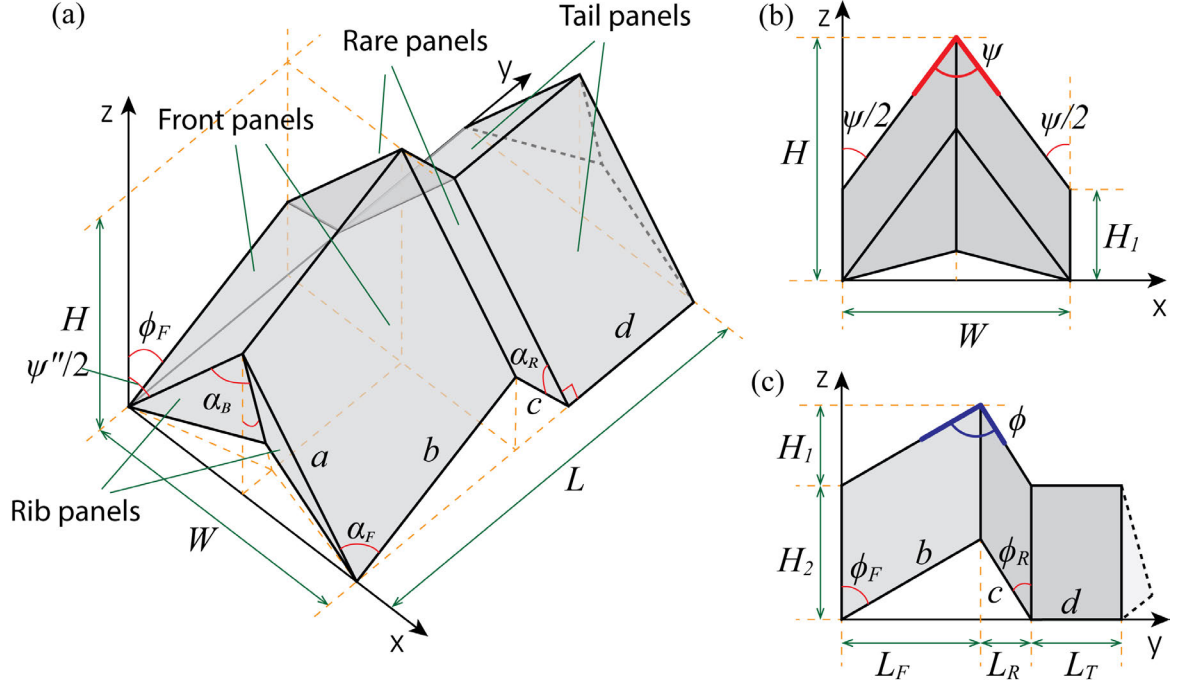 (a)
Tail panels
Rare panels
y
z
Front panels
H
ϕF
ψ″/2
αB
αR
d
c
a
b
L
Rib panels
W
αF
x
(b)
z
ψ
ψ/2
ψ/2
H
H1
x
W
(c)
z
H1
ϕ
H2
b
ϕF
ϕR
c
d
y
LF
LR
LT